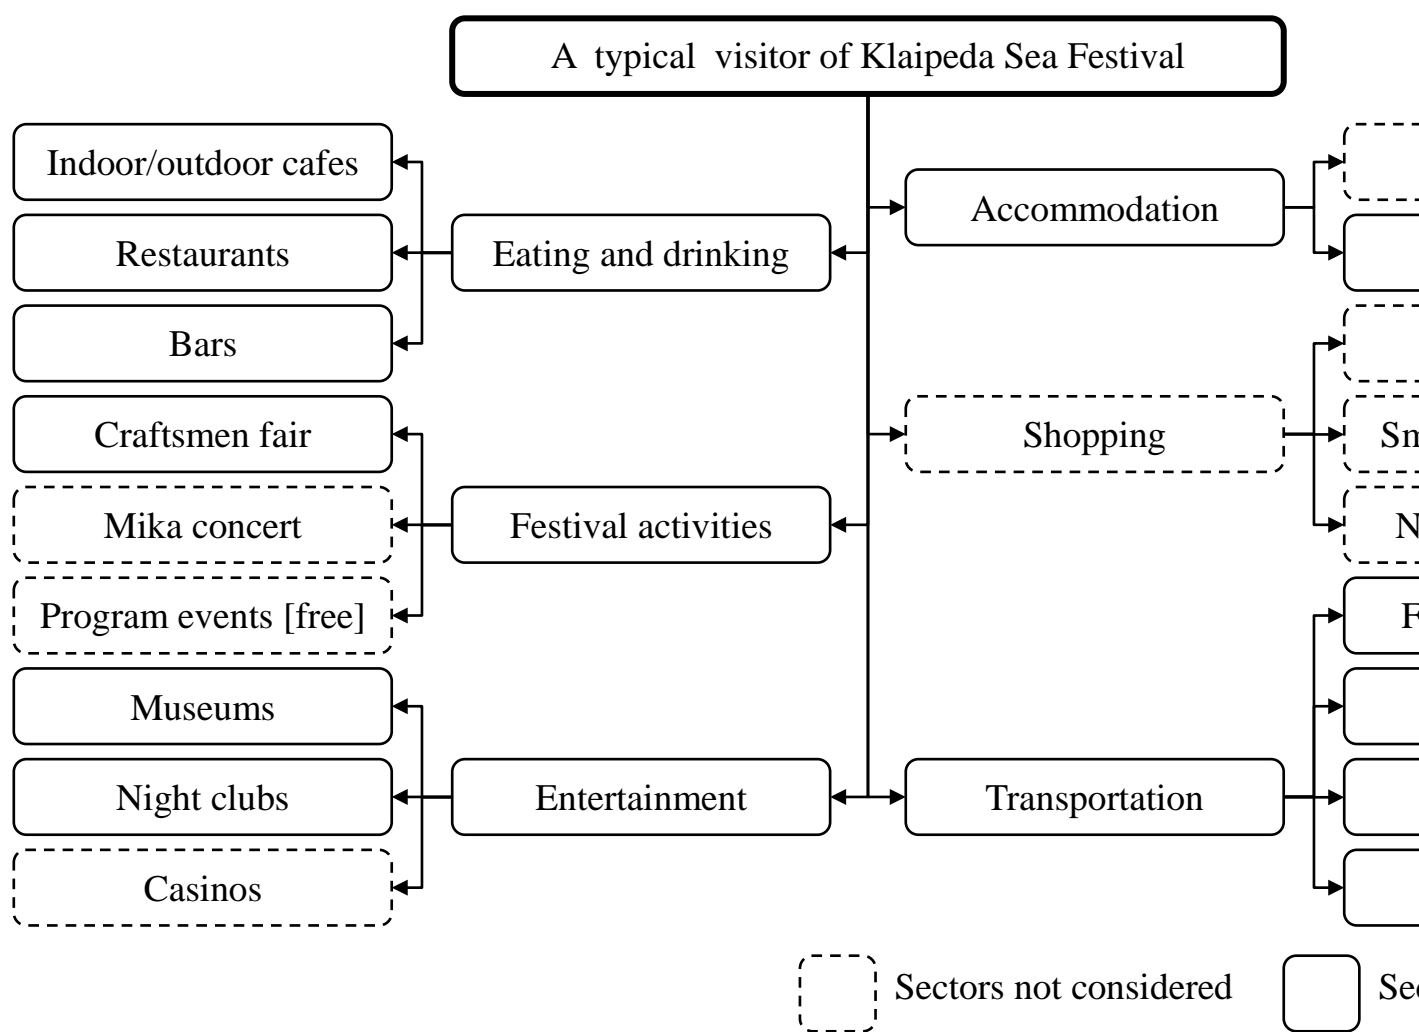 A typical visitor of Klaipeda Sea Festival
Indoor/outdoor cafes
Restaurants
Bars
Eating and drinking
Craftsmen fair
Mika concert
Program events [free]
Festival activities
Museums
Night clubs
Casinos
Entertainment
Accommodation
Shopping
Transportation
Sectors not considered